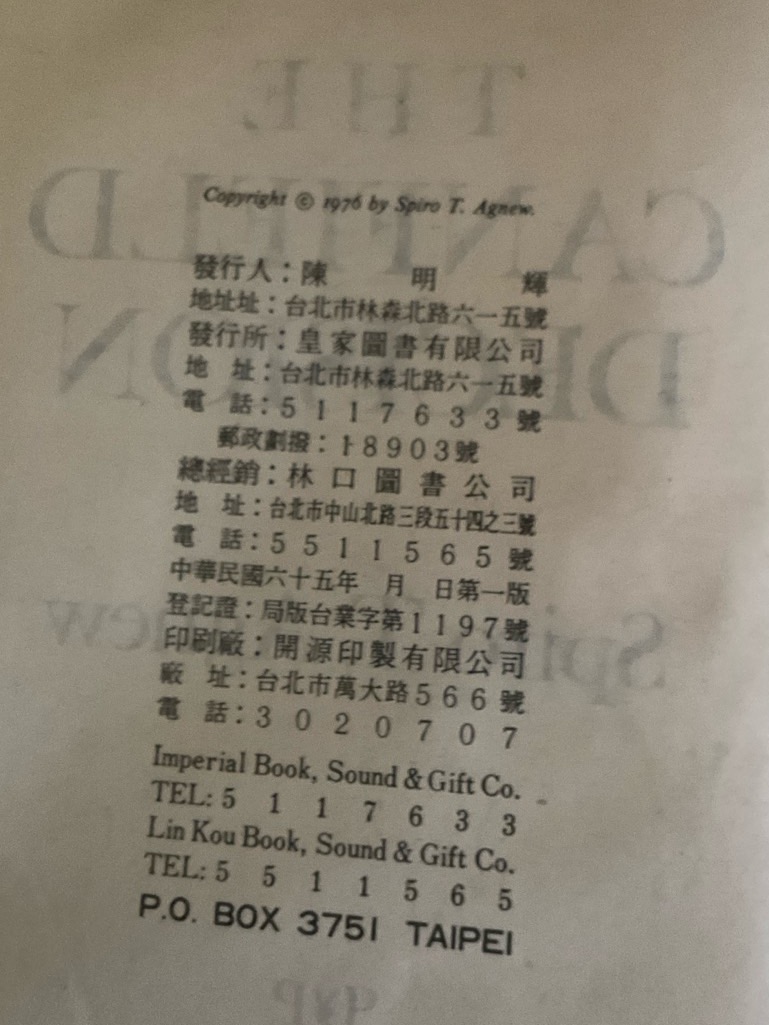 Copyright © 1976 by Spiro T. Agnew.
發行人：陳 明 輝
地址址：台北市林森北路六一五號
發行所：皇家圖書有限公司
地 址：台北市林森北路六一五號
電 話：5 1 1 7 6 3 3 號
郵政劃撥：18903號
總經銷：林口圖書公司
地 址：台北市中山北路三段五十四之三號
電 話：5 5 1 1 5 6 5 號
中華民國六十五年 月 日第一版
登記證：局版台業字第1197號
印刷廠：開源印製有限公司
廠 址：台北市萬大路566號
電 話：3 0 2 0 7 0 7
Imperial Book, Sound & Gift Co.
TEL: 5 1 1 7 6 3 3
Lin Kou Book, Sound & Gift Co.
TEL: 5 5 1 1 5 6 5
P.O. BOX 3751 TAIPEI